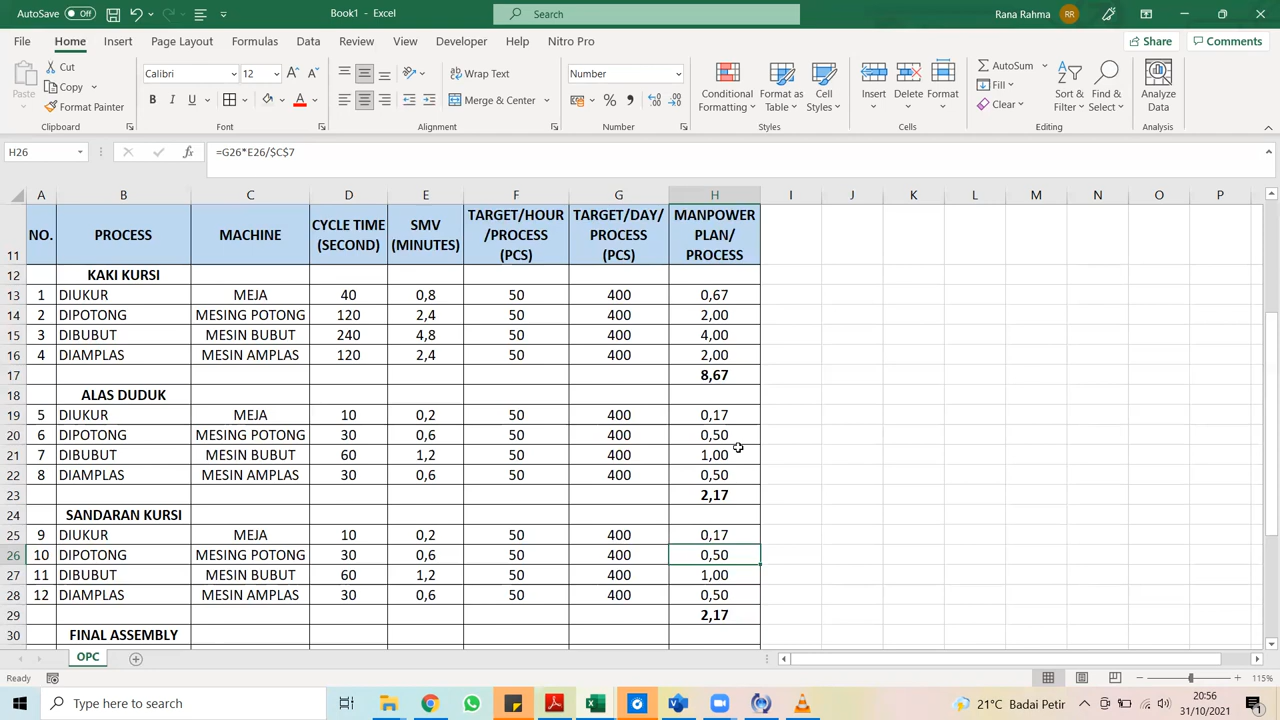 AutoSave Off Book1 - Excel Search Rana Rahma RR
File Home Insert Page Layout Formulas Data Review View Developer Help Nitro Pro Share Comments
Paste Cut Copy Format Painter
Calibri 12 B I U A
Wrap Text Merge & Center
Number %
Conditional Formatting Format as Table Cell Styles
Insert Delete Format
AutoSum Fill Clear Sort & Filter Find & Select Analyze Data
Clipboard Font Alignment Number Styles Cells Editing Analysis
H26 fx =G26*E26/$C$7
A B C D E F G H I J K L M N O P
11 NO. PROCESS MACHINE CYCLE TIME (SECOND) SMV (MINUTES) TARGET/HOUR /PROCESS (PCS) TARGET/DAY/ PROCESS (PCS) MANPOWER PLAN/ PROCESS
12 KAKI KURSI
13 1 DIUKUR MEJA 40 0,8 50 400 0,67
14 2 DIPOTONG MESING POTONG 120 2,4 50 400 2,00
15 3 DIBUBUT MESIN BUBUT 240 4,8 50 400 4,00
16 4 DIAMPLAS MESIN AMPLAS 120 2,4 50 400 2,00
17 8,67
18 ALAS DUDUK
19 5 DIUKUR MEJA 10 0,2 50 400 0,17
20 6 DIPOTONG MESING POTONG 30 0,6 50 400 0,50
21 7 DIBUBUT MESIN BUBUT 60 1,2 50 400 1,00
22 8 DIAMPLAS MESIN AMPLAS 30 0,6 50 400 0,50
23 2,17
24 SANDARAN KURSI
25 9 DIUKUR MEJA 10 0,2 50 400 0,17
26 10 DIPOTONG MESING POTONG 30 0,6 50 400 0,50
27 11 DIBUBUT MESIN BUBUT 60 1,2 50 400 1,00
28 12 DIAMPLAS MESIN AMPLAS 30 0,6 50 400 0,50
29 2,17
30 FINAL ASSEMBLY
OPC
Ready 115%
Type here to search 21°C Badai Petir 20:56
31/10/2021